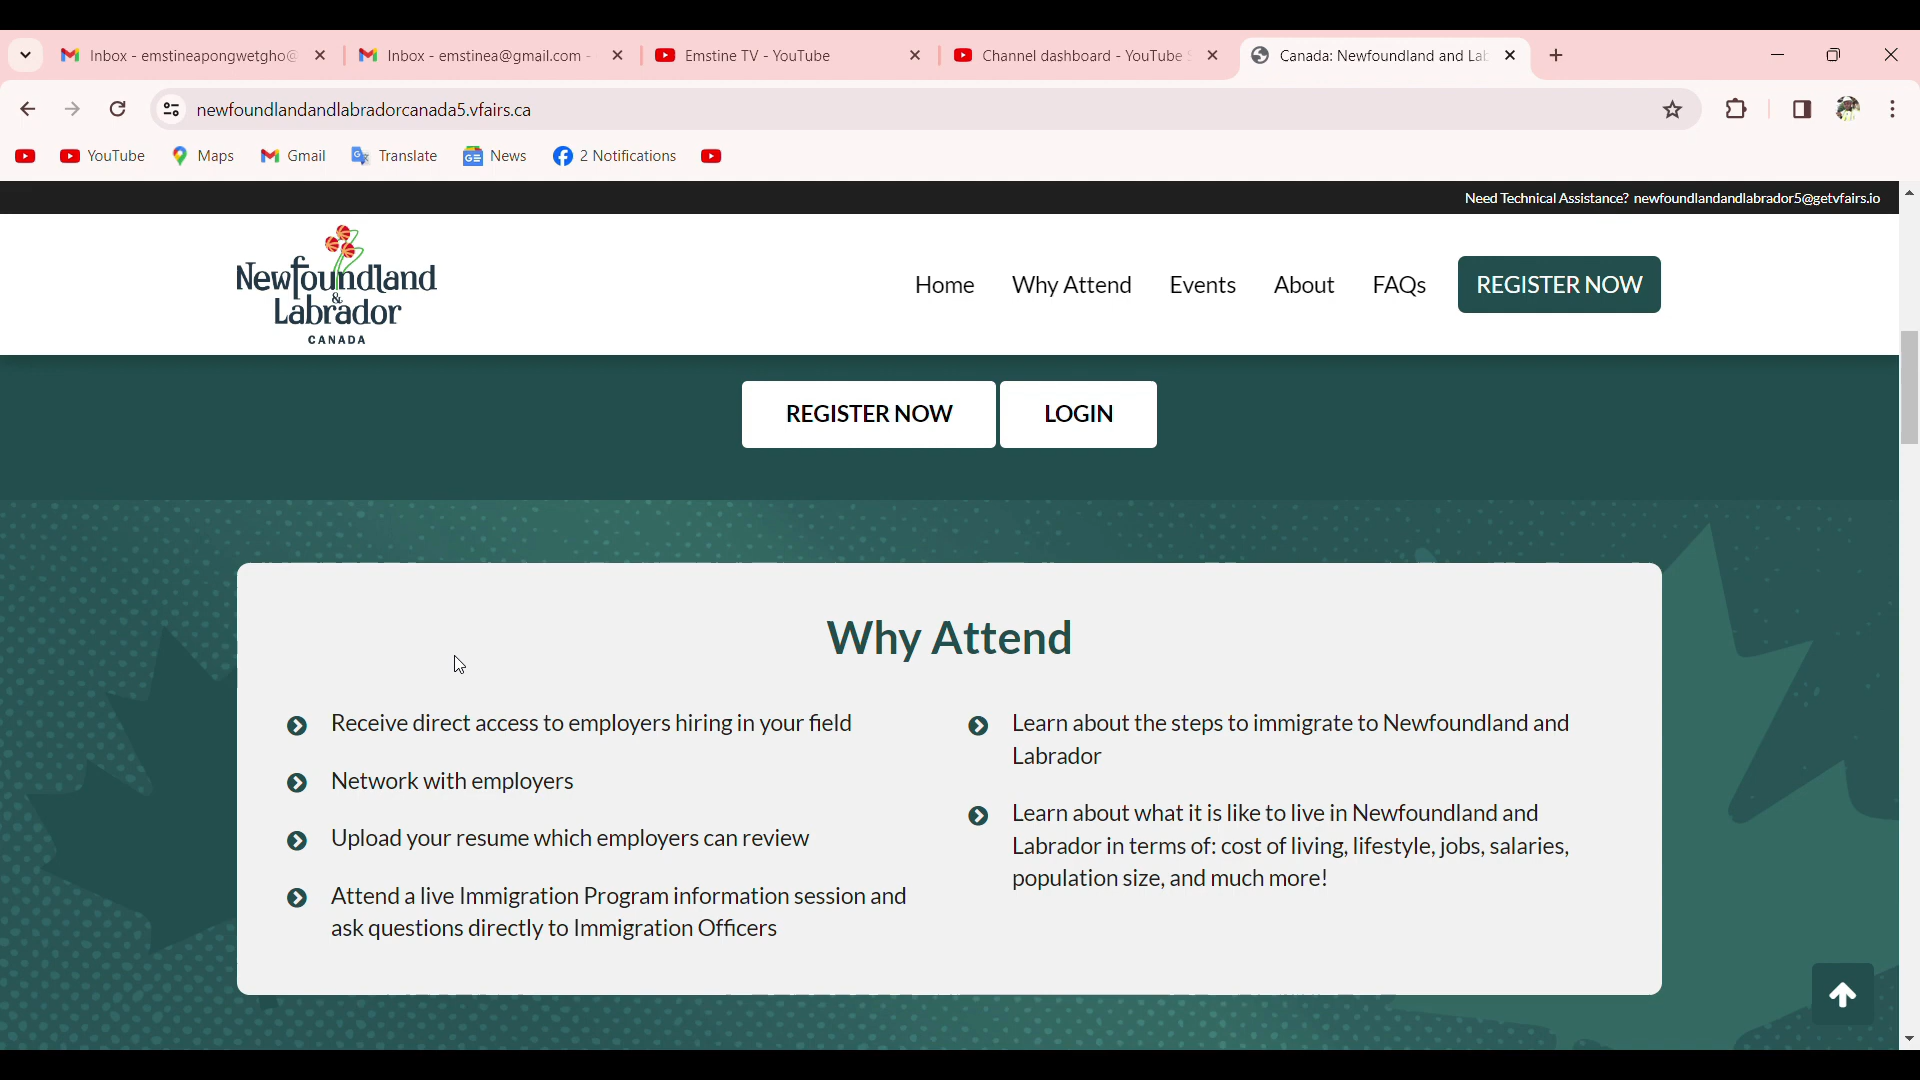 Inbox - emstineapongwetgho@
Inbox - emstinea@gmail.com -
Emstine TV - YouTube
Channel dashboard - YouTube S
Canada: Newfoundland and Lab
newfoundlandandlabradorcanada5.vfairs.ca
YouTube
Maps
Gmail
Translate
News
2 Notifications
Need Technical Assistance? newfoundlandandlabrador5@getvfairs.io
Newfoundland
&
Labrador
CANADA
Home
Why Attend
Events
About
FAQs
REGISTER NOW
REGISTER NOW
LOGIN
Why Attend
Receive direct access to employers hiring in your field
Network with employers
Upload your resume which employers can review
Attend a live Immigration Program information session and
ask questions directly to Immigration Officers
Learn about the steps to immigrate to Newfoundland and
Labrador
Learn about what it is like to live in Newfoundland and
Labrador in terms of: cost of living, lifestyle, jobs, salaries,
population size, and much more!